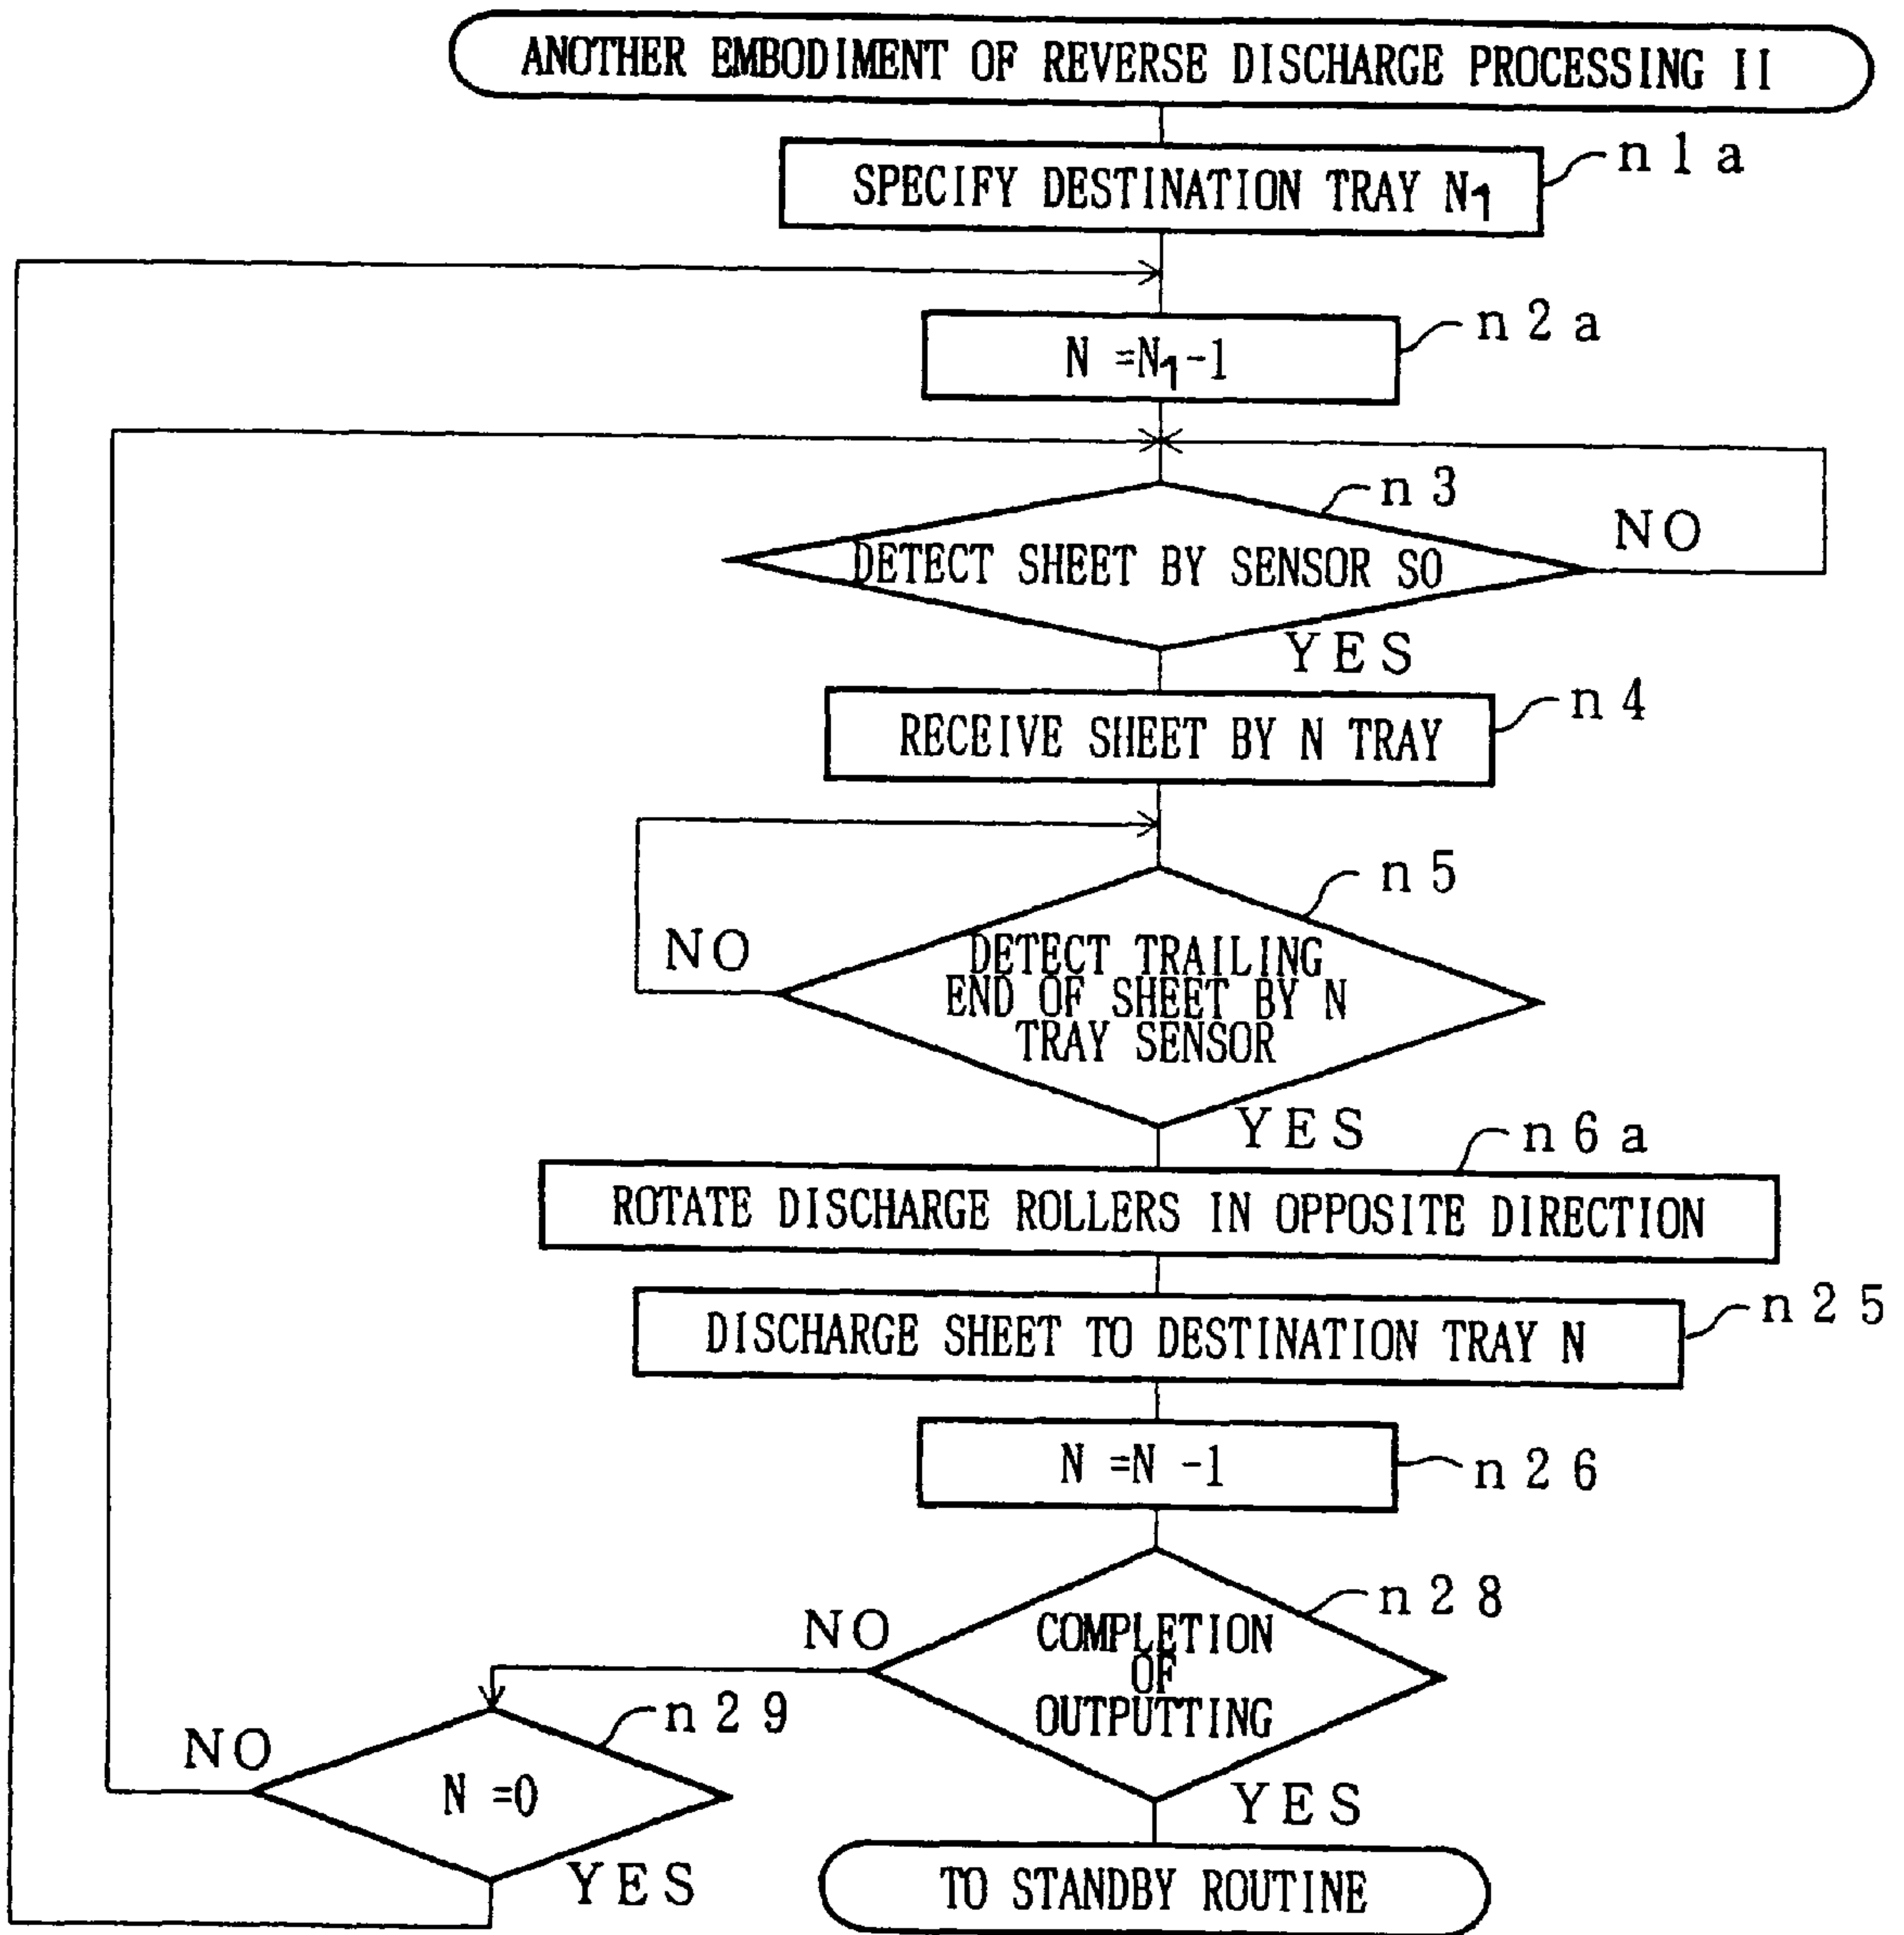 ANOTHER EMBODIMENT OF REVERSE DISCHARGE PROCESSING II
n1a
SPECIFY DESTINATION TRAY N1
n2a
N =N1-1
n3
DETECT SHEET BY SENSOR S0
NO
YES
n4
RECEIVE SHEET BY N TRAY
n5
NO
DETECT TRAILING
END OF SHEET BY N
TRAY SENSOR
YES
n6a
ROTATE DISCHARGE ROLLERS IN OPPOSITE DIRECTION
n25
DISCHARGE SHEET TO DESTINATION TRAY N
n26
N =N -1
n28
NO
COMPLETION
OF
OUTPUTTING
YES
n29
NO
N =0
YES
TO STANDBY ROUTINE